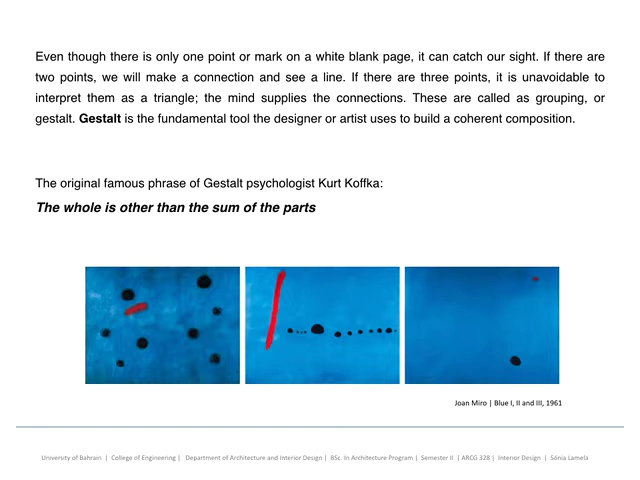 Even though there is only one point or mark on a white blank page, it can catch our sight. If there are
two points, we will make a connection and see a line. If there are three points, it is unavoidable to
interpret them as a triangle; the mind supplies the connections. These are called as grouping, or
gestalt. Gestalt is the fundamental tool the designer or artist uses to build a coherent composition.
The original famous phrase of Gestalt psychologist Kurt Koffka:
The whole is other than the sum of the parts
Joan Miro | Blue I, II and III, 1961
University of Bahrain | College of Engineering | Department of Architecture and Interior Design | BSc. In Architecture Program | Semester II | ARCG 328 | Interior Design | Sónia Lamela